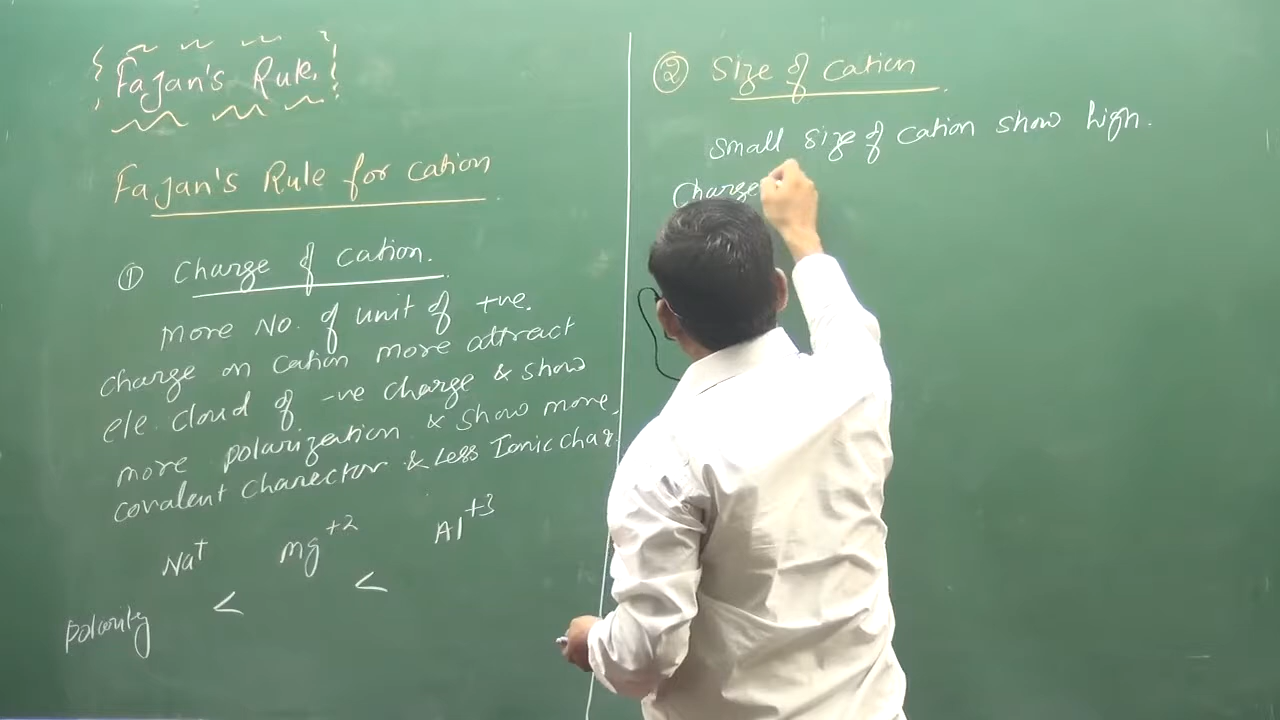 Fajan's Rule.
Fajan's Rule for cation
① Charge of cation.
more No. of unit of +ve.
charge on cation more attract
ele. cloud of -ve charge & show
more polarization & show more
covalent charector & Less Ionic char.
Na⁺ Mg⁺² Al⁺³
Polarity < <
② Size of cation
Small size of cation show high.
Charge